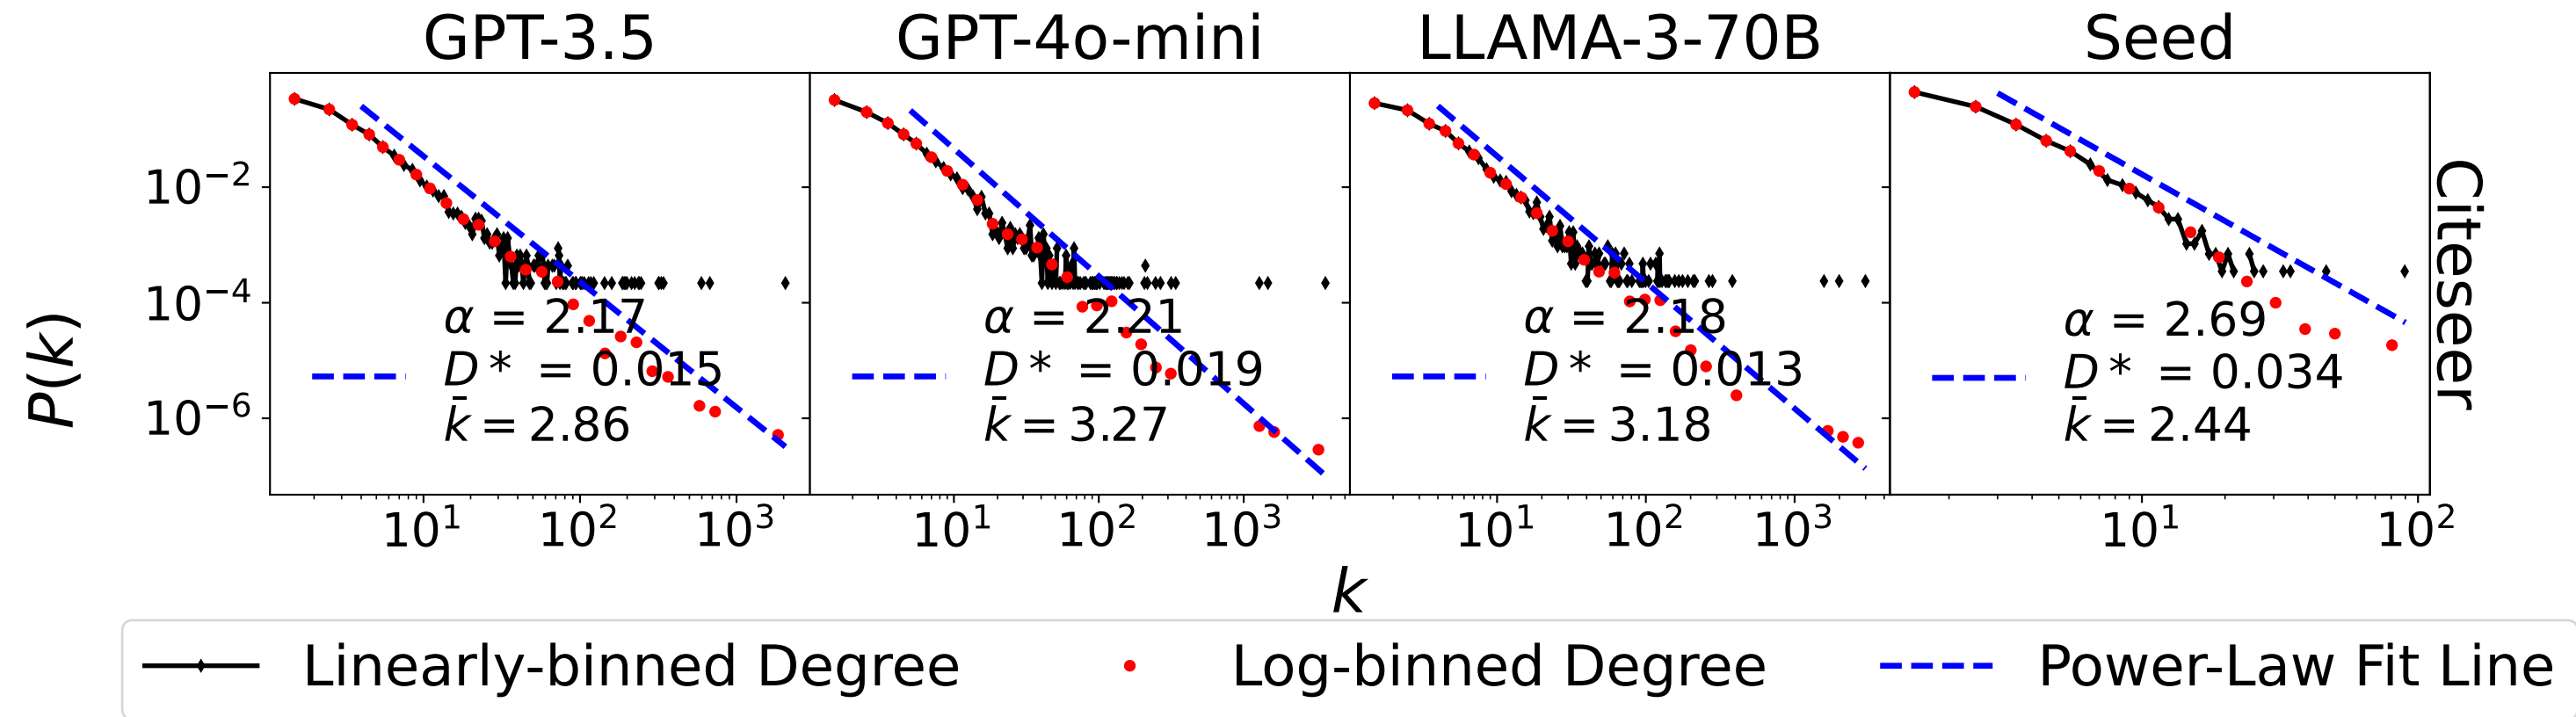 GPT-3.5 GPT-4o-mini LLAMA-3-70B Seed
P(k)
10⁻²
10⁻⁴
10⁻⁶
α = 2.17
D* = 0.015
k̄ = 2.86
α = 2.21
D* = 0.019
k̄ = 3.27
α = 2.18
D* = 0.013
k̄ = 3.18
α = 2.69
D* = 0.034
k̄ = 2.44
Citeseer
10¹ 10² 10³ 10¹ 10² 10³ 10¹ 10² 10³ 10¹ 10²
k
Linearly-binned Degree Log-binned Degree Power-Law Fit Line